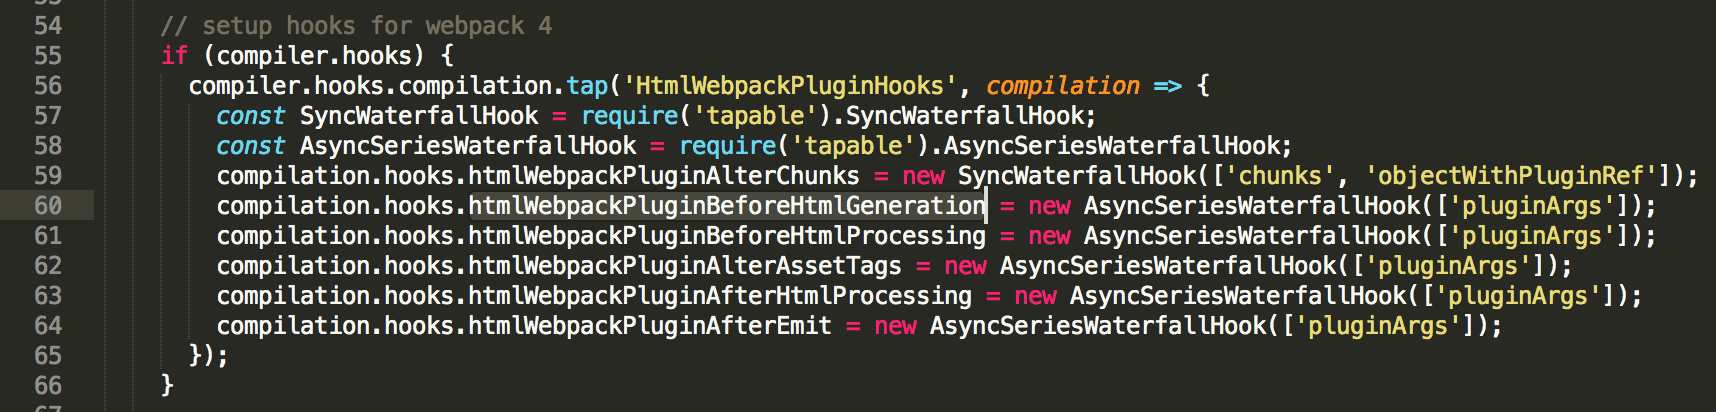 54 // setup hooks for webpack 4
55 if (compiler.hooks) {
56 compiler.hooks.compilation.tap('HtmlWebpackPluginHooks', compilation => {
57 const SyncWaterfallHook = require('tapable').SyncWaterfallHook;
58 const AsyncSeriesWaterfallHook = require('tapable').AsyncSeriesWaterfallHook;
59 compilation.hooks.htmlWebpackPluginAlterChunks = new SyncWaterfallHook(['chunks', 'objectWithPluginRef']);
60 compilation.hooks.htmlWebpackPluginBeforeHtmlGeneration = new AsyncSeriesWaterfallHook(['pluginArgs']);
61 compilation.hooks.htmlWebpackPluginBeforeHtmlProcessing = new AsyncSeriesWaterfallHook(['pluginArgs']);
62 compilation.hooks.htmlWebpackPluginAlterAssetTags = new AsyncSeriesWaterfallHook(['pluginArgs']);
63 compilation.hooks.htmlWebpackPluginAfterHtmlProcessing = new AsyncSeriesWaterfallHook(['pluginArgs']);
64 compilation.hooks.htmlWebpackPluginAfterEmit = new AsyncSeriesWaterfallHook(['pluginArgs']);
65 });
66 }